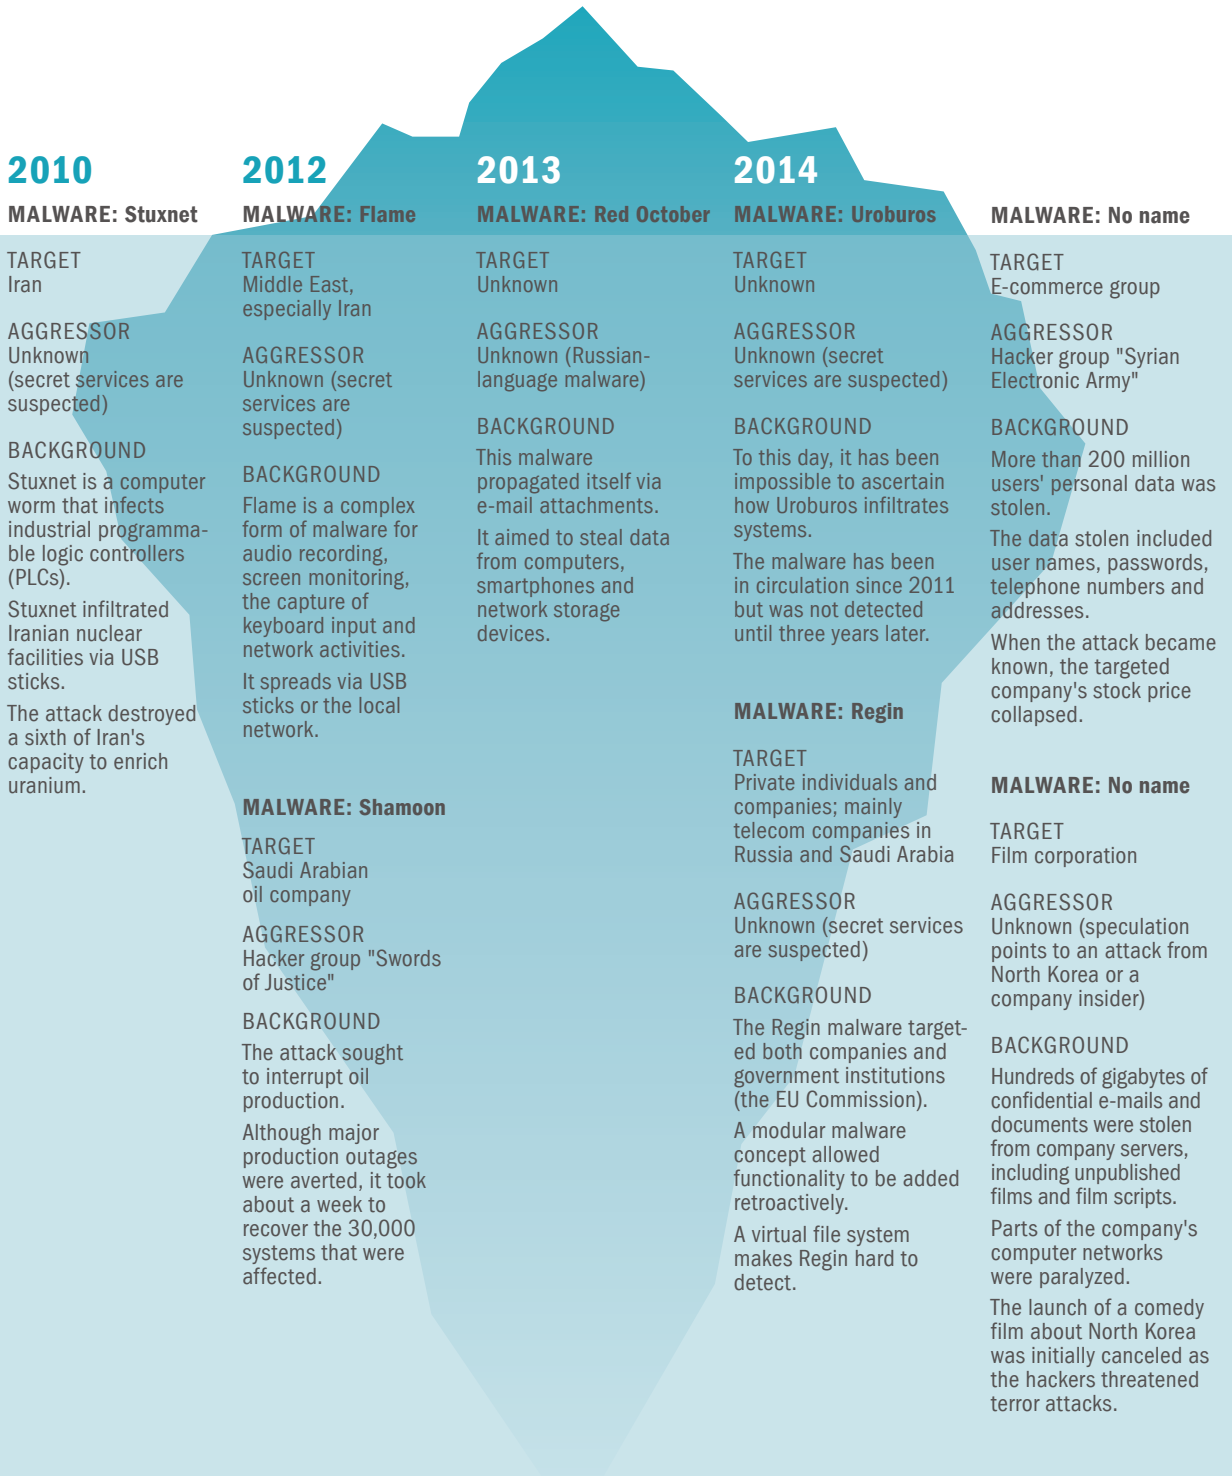 2010
MALWARE: Stuxnet
TARGET
Iran
AGGRESSOR
Unknown
(secret services are
suspected)
BACKGROUND
Stuxnet is a computer
worm that infects
industrial programma-
ble logic controllers
(PLCs).
Stuxnet infiltrated
Iranian nuclear
facilities via USB
sticks.
The attack destroyed
a sixth of Iran's
capacity to enrich
uranium.
2012
MALWARE: Flame
TARGET
Middle East,
especially Iran
AGGRESSOR
Unknown (secret
services are
suspected)
BACKGROUND
Flame is a complex
form of malware for
audio recording,
screen monitoring,
the capture of
keyboard input and
network activities.
It spreads via USB
sticks or the local
network.
MALWARE: Shamoon
TARGET
Saudi Arabian
oil company
AGGRESSOR
Hacker group "Swords
of Justice"
BACKGROUND
The attack sought
to interrupt oil
production.
Although major
production outages
were averted, it took
about a week to
recover the 30,000
systems that were
affected.
2013
MALWARE: Red October
TARGET
Unknown
AGGRESSOR
Unknown (Russian-
language malware)
BACKGROUND
This malware
propagated itself via
e-mail attachments.
It aimed to steal data
from computers,
smartphones and
network storage
devices.
2014
MALWARE: Uroburos
TARGET
Unknown
AGGRESSOR
Unknown (secret
services are suspected)
BACKGROUND
To this day, it has been
impossible to ascertain
how Uroburos infiltrates
systems.
The malware has been
in circulation since 2011
but was not detected
until three years later.
MALWARE: Regin
TARGET
Private individuals and
companies; mainly
telecom companies in
Russia and Saudi Arabia
AGGRESSOR
Unknown (secret services
are suspected)
BACKGROUND
The Regin malware target-
ed both companies and
government institutions
(the EU Commission).
A modular malware
concept allowed
functionality to be added
retroactively.
A virtual file system
makes Regin hard to
detect.
MALWARE: No name
TARGET
E-commerce group
AGGRESSOR
Hacker group "Syrian
Electronic Army"
BACKGROUND
More than 200 million
users' personal data was
stolen.
The data stolen included
user names, passwords,
telephone numbers and
addresses.
When the attack became
known, the targeted
company's stock price
collapsed.
MALWARE: No name
TARGET
Film corporation
AGGRESSOR
Unknown (speculation
points to an attack from
North Korea or a
company insider)
BACKGROUND
Hundreds of gigabytes of
confidential e-mails and
documents were stolen
from company servers,
including unpublished
films and film scripts.
Parts of the company's
computer networks
were paralyzed.
The launch of a comedy
film about North Korea
was initially canceled as
the hackers threatened
terror attacks.